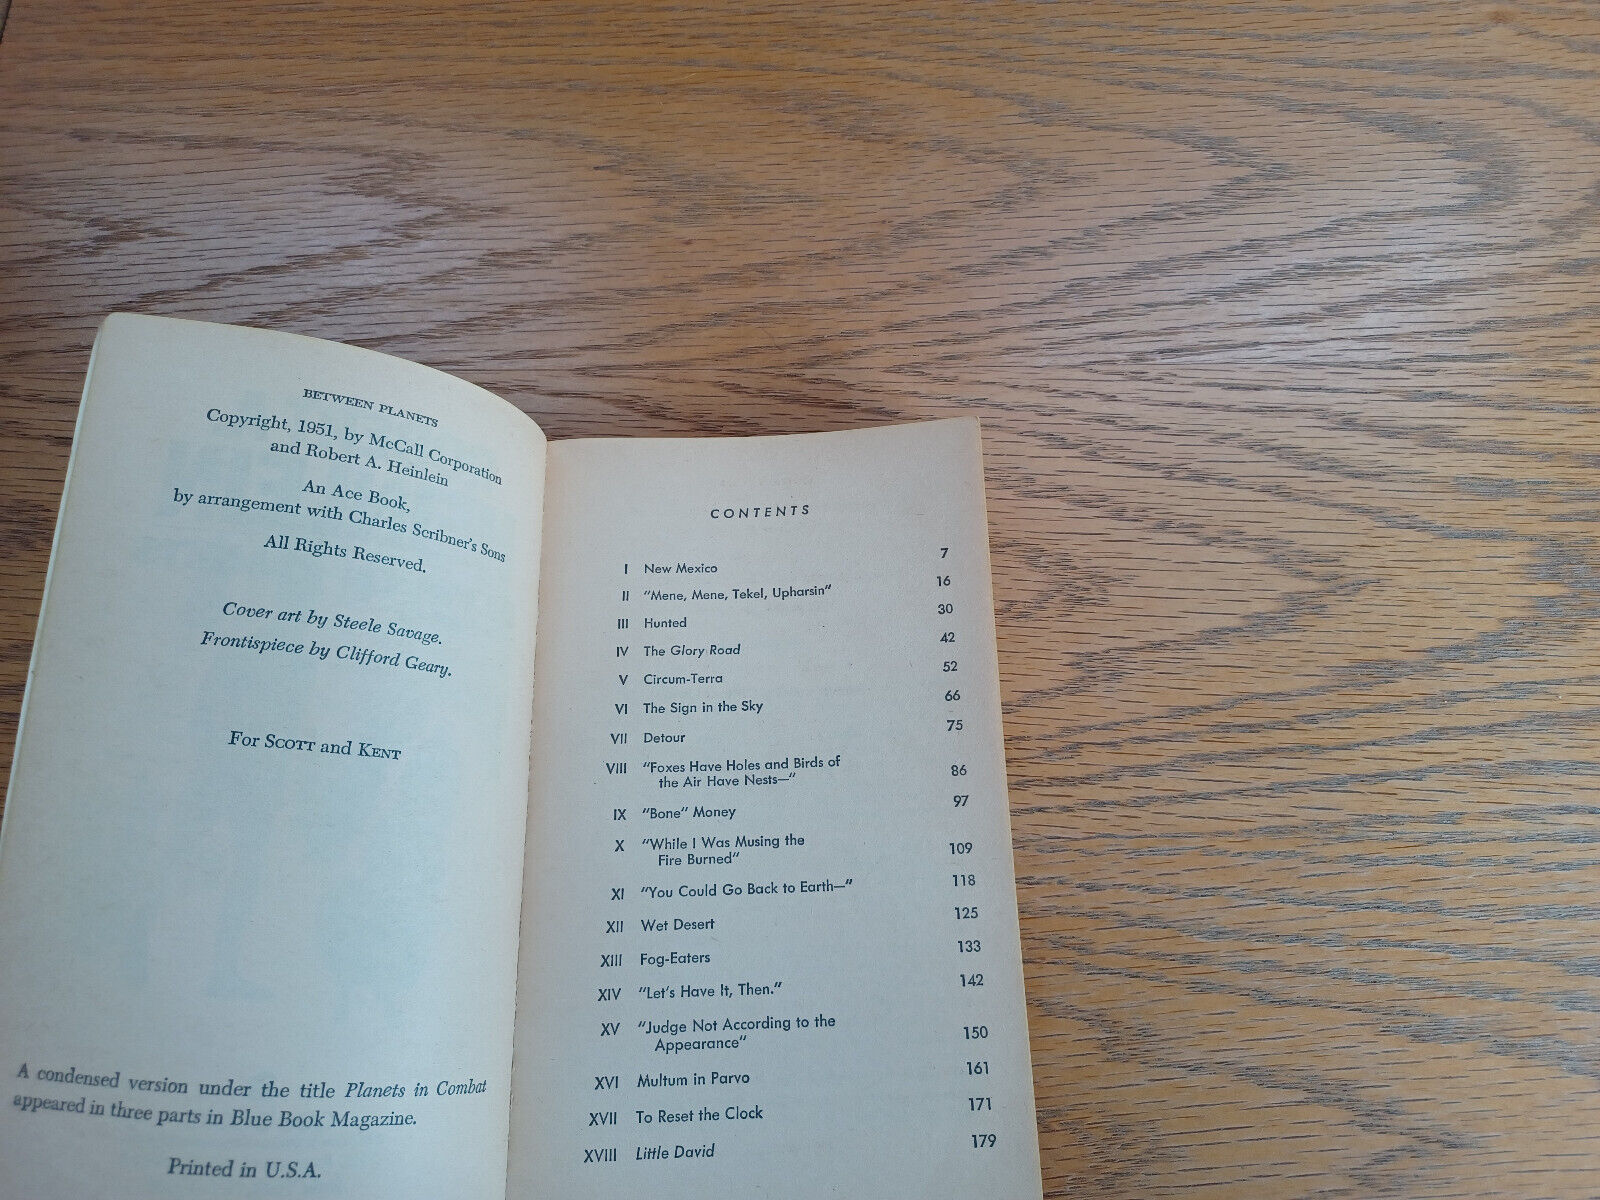 BETWEEN PLANETS
Copyright, 1951, by McCall Corporation
and Robert A. Heinlein
An Ace Book,
by arrangement with Charles Scribner's Sons
All Rights Reserved.
Cover art by Steele Savage.
Frontispiece by Clifford Geary.
For SCOTT and KENT
A condensed version under the title Planets in Combat
appeared in three parts in Blue Book Magazine.
Printed in U.S.A.
CONTENTS
I New Mexico 7
II "Mene, Mene, Tekel, Upharsin" 16
III Hunted 30
IV The Glory Road 42
V Circum-Terra 52
VI The Sign in the Sky 66
VII Detour 75
VIII "Foxes Have Holes and Birds of
the Air Have Nests—" 86
IX "Bone" Money 97
X "While I Was Musing the
Fire Burned" 109
XI "You Could Go Back to Earth—" 118
XII Wet Desert 125
XIII Fog-Eaters 133
XIV "Let's Have It, Then." 142
XV "Judge Not According to the
Appearance" 150
XVI Multum in Parvo 161
XVII To Reset the Clock 171
XVIII Little David 179